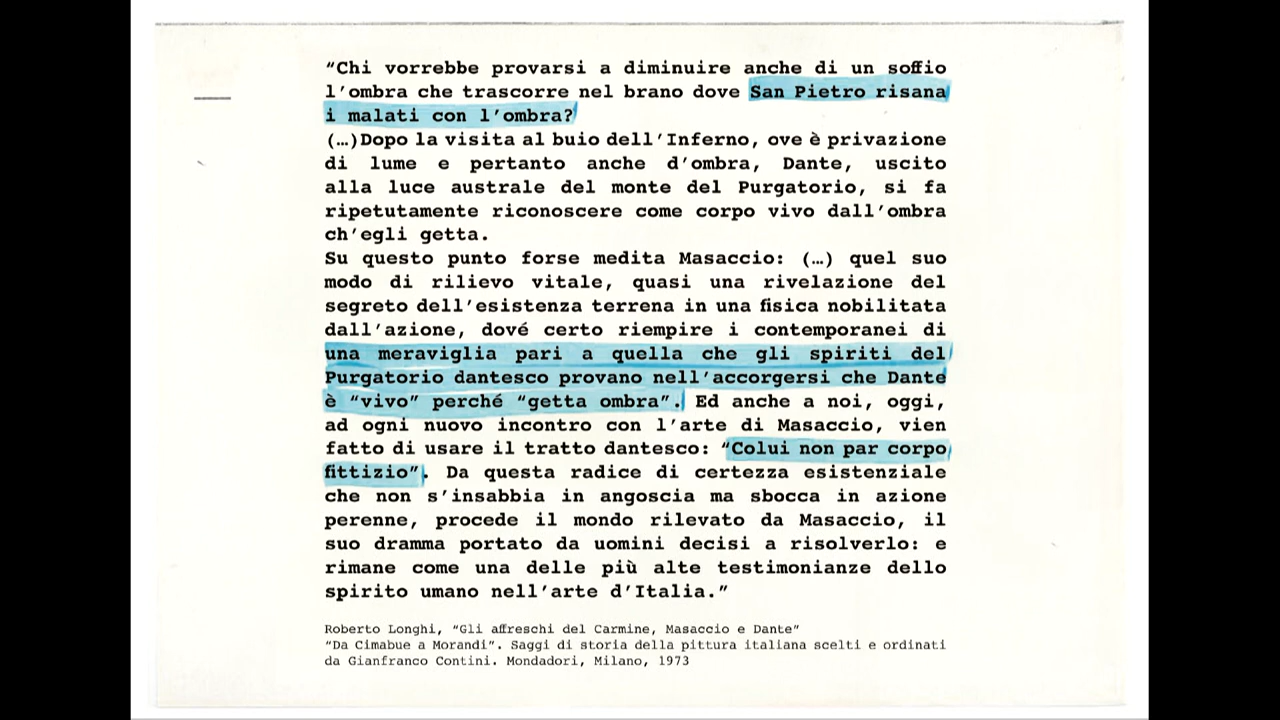 “Chi vorrebbe provarsi a diminuire anche di un soffio
l’ombra che trascorre nel brano dove San Pietro risana
i malati con l’ombra?
(…)Dopo la visita al buio dell’Inferno, ove è privazione
di lume e pertanto anche d’ombra, Dante, uscito
alla luce australe del monte del Purgatorio, si fa
ripetutamente riconoscere come corpo vivo dall’ombra
ch’egli getta.
Su questo punto forse medita Masaccio: (…) quel suo
modo di rilievo vitale, quasi una rivelazione del
segreto dell’esistenza terrena in una fisica nobilitata
dall’azione, dové certo riempire i contemporanei di
una meraviglia pari a quella che gli spiriti del
Purgatorio dantesco provano nell’accorgersi che Dante
è “vivo” perché “getta ombra”. Ed anche a noi, oggi,
ad ogni nuovo incontro con l’arte di Masaccio, vien
fatto di usare il tratto dantesco: “Colui non par corpo
fittizio”. Da questa radice di certezza esistenziale
che non s’insabbia in angoscia ma sbocca in azione
perenne, procede il mondo rilevato da Masaccio, il
suo dramma portato da uomini decisi a risolverlo: e
rimane come una delle più alte testimonianze dello
spirito umano nell’arte d’Italia.”
Roberto Longhi, “Gli affreschi del Carmine, Masaccio e Dante”
“Da Cimabue a Morandi”. Saggi di storia della pittura italiana scelti e ordinati
da Gianfranco Contini. Mondadori, Milano, 1973